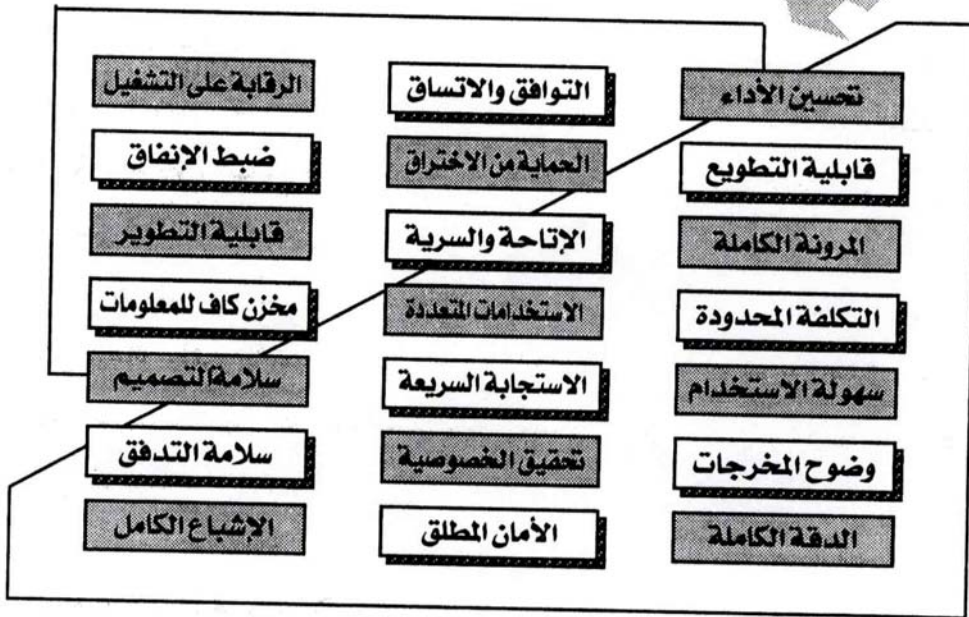 تحسين الأداء
التوافق والاتساق
الرقابة على التشغيل
قابلية التطويع
الحماية من الاختراق
ضبط الإنفاق
المرونة الكاملة
الإتاحة والسرية
قابلية التطوير
التكلفة المحدودة
الاستخدامات المتعددة
مخزن كاف للمعلومات
سهولة الاستخدام
الاستجابة السريعة
سلامة التصميم
وضوح المخرجات
تحقيق الخصوصية
سلامة التدفق
الدقة الكاملة
الأمان المطلق
الإشباع الكامل